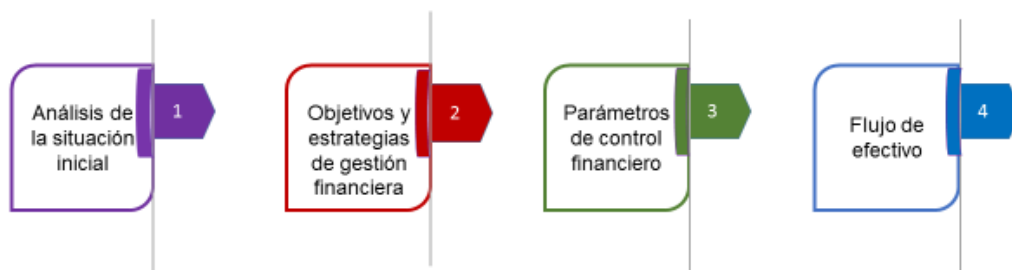 Análisis de
la situación
inicial
1
Objetivos y
estrategias
de gestión
financiera
2
Parámetros
de control
financiero
3
Flujo de
efectivo
4